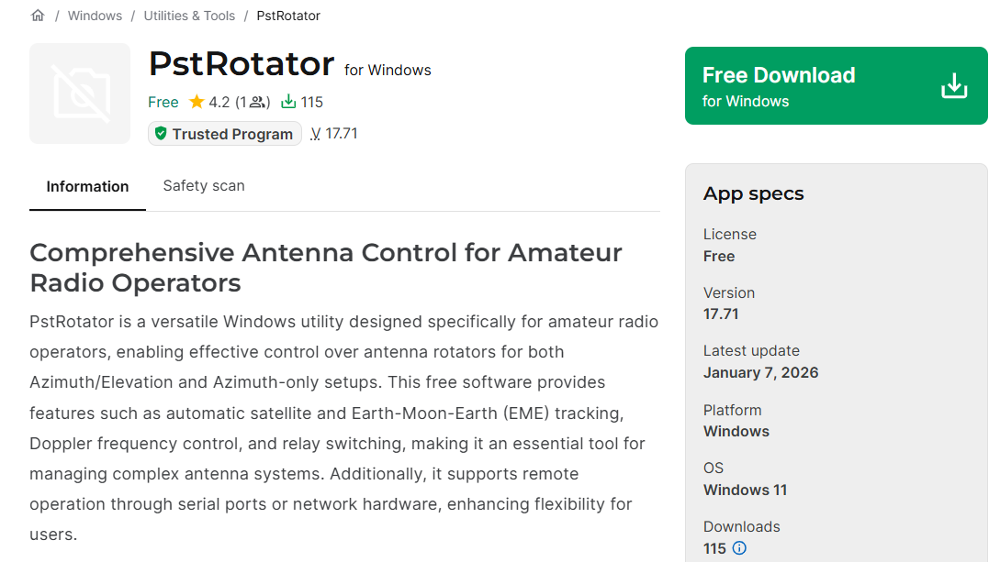 / Windows / Utilities & Tools / PstRotator
PstRotator for Windows
Free 4.2 (1) 115
Trusted Program V 17.71
Free Download
for Windows
Information Safety scan
Comprehensive Antenna Control for Amateur
Radio Operators
PstRotator is a versatile Windows utility designed specifically for amateur radio
operators, enabling effective control over antenna rotators for both
Azimuth/Elevation and Azimuth-only setups. This free software provides
features such as automatic satellite and Earth-Moon-Earth (EME) tracking,
Doppler frequency control, and relay switching, making it an essential tool for
managing complex antenna systems. Additionally, it supports remote
operation through serial ports or network hardware, enhancing flexibility for
users.
App specs
License
Free
Version
17.71
Latest update
January 7, 2026
Platform
Windows
OS
Windows 11
Downloads
115